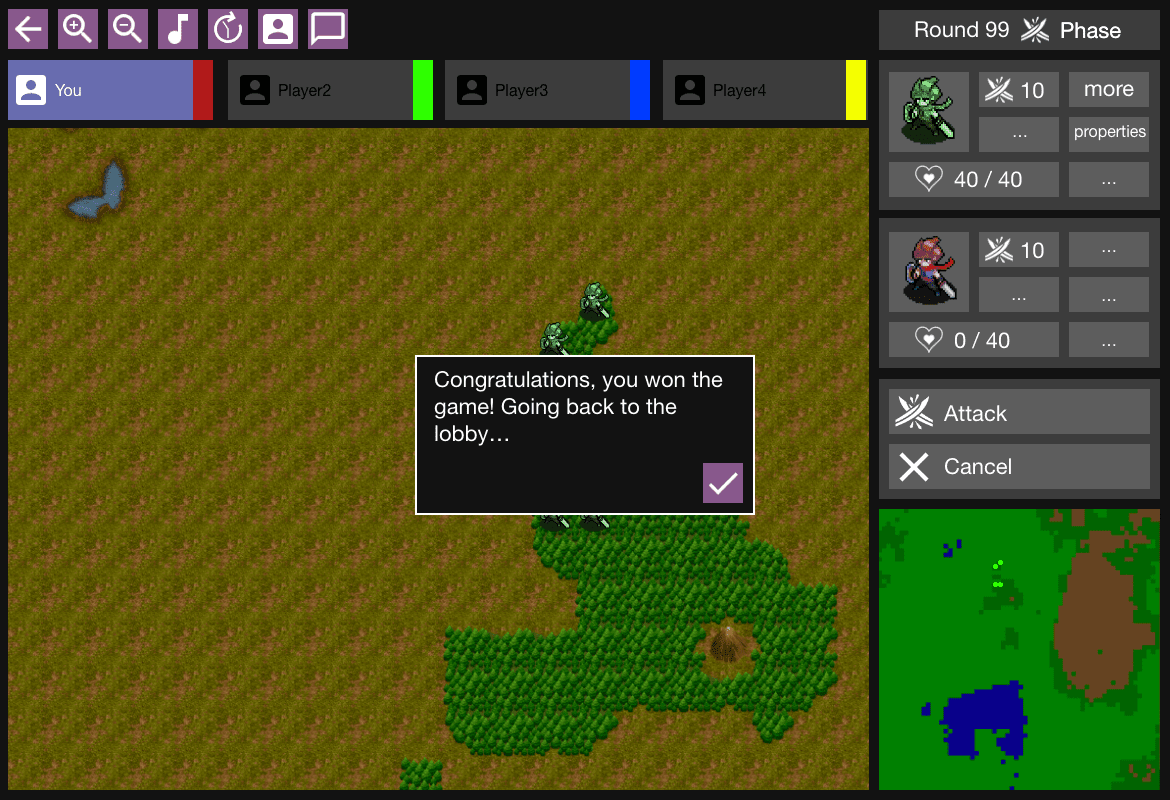 Round 99 Phase
You
Player2
Player3
Player4
10
more
...
properties
40 / 40
...
10
...
...
...
0 / 40
...
Congratulations, you won the
game! Going back to the
lobby...
Attack
Cancel